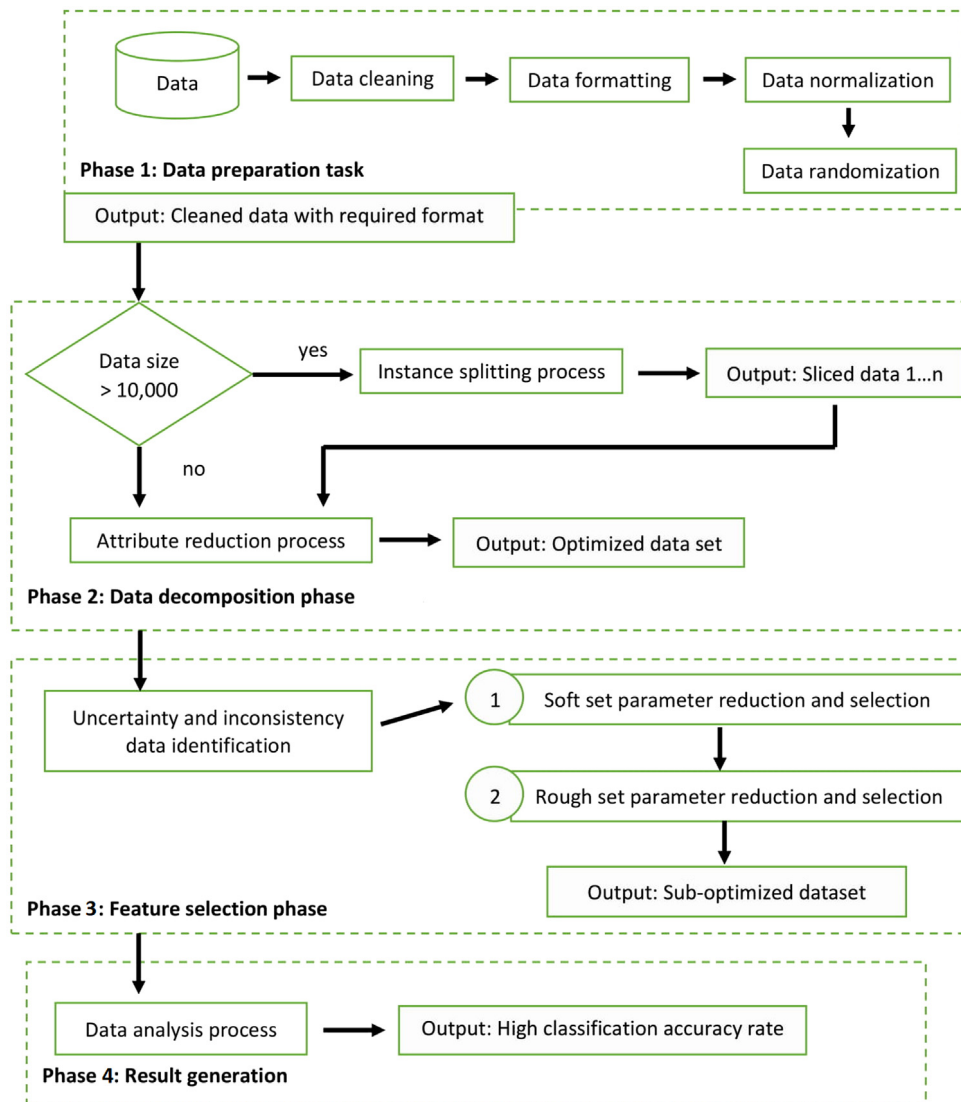 Data
Data cleaning
Data formatting
Data normalization
Data randomization
Phase 1: Data preparation task
Output: Cleaned data with required format
Data size
> 10,000
yes
Instance splitting process
Output: Sliced data 1...n
no
Attribute reduction process
Output: Optimized data set
Phase 2: Data decomposition phase
Uncertainty and inconsistency
data identification
1
Soft set parameter reduction and selection
2
Rough set parameter reduction and selection
Output: Sub-optimized dataset
Phase 3: Feature selection phase
Data analysis process
Output: High classification accuracy rate
Phase 4: Result generation